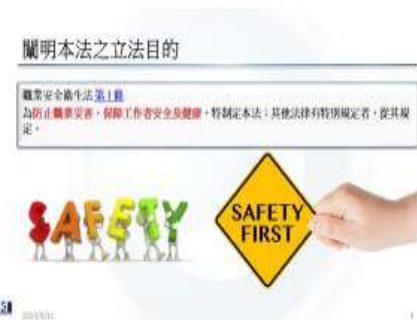 闡明本法之立法目的
職業安全衛生法第1條
為防止職業災害，保障工作者安全及健康，特制定本法；其他法律有特別規定者，從其規
定。
SAFETY
SAFETY
FIRST